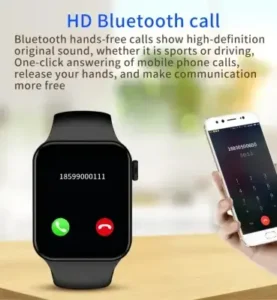 HD Bluetooth call
Bluetooth hands-free calls show high-definition
original sound, whether it is sports or driving,
One-click answering of mobile phone calls,
release your hands, and make communication
more free
18599000111